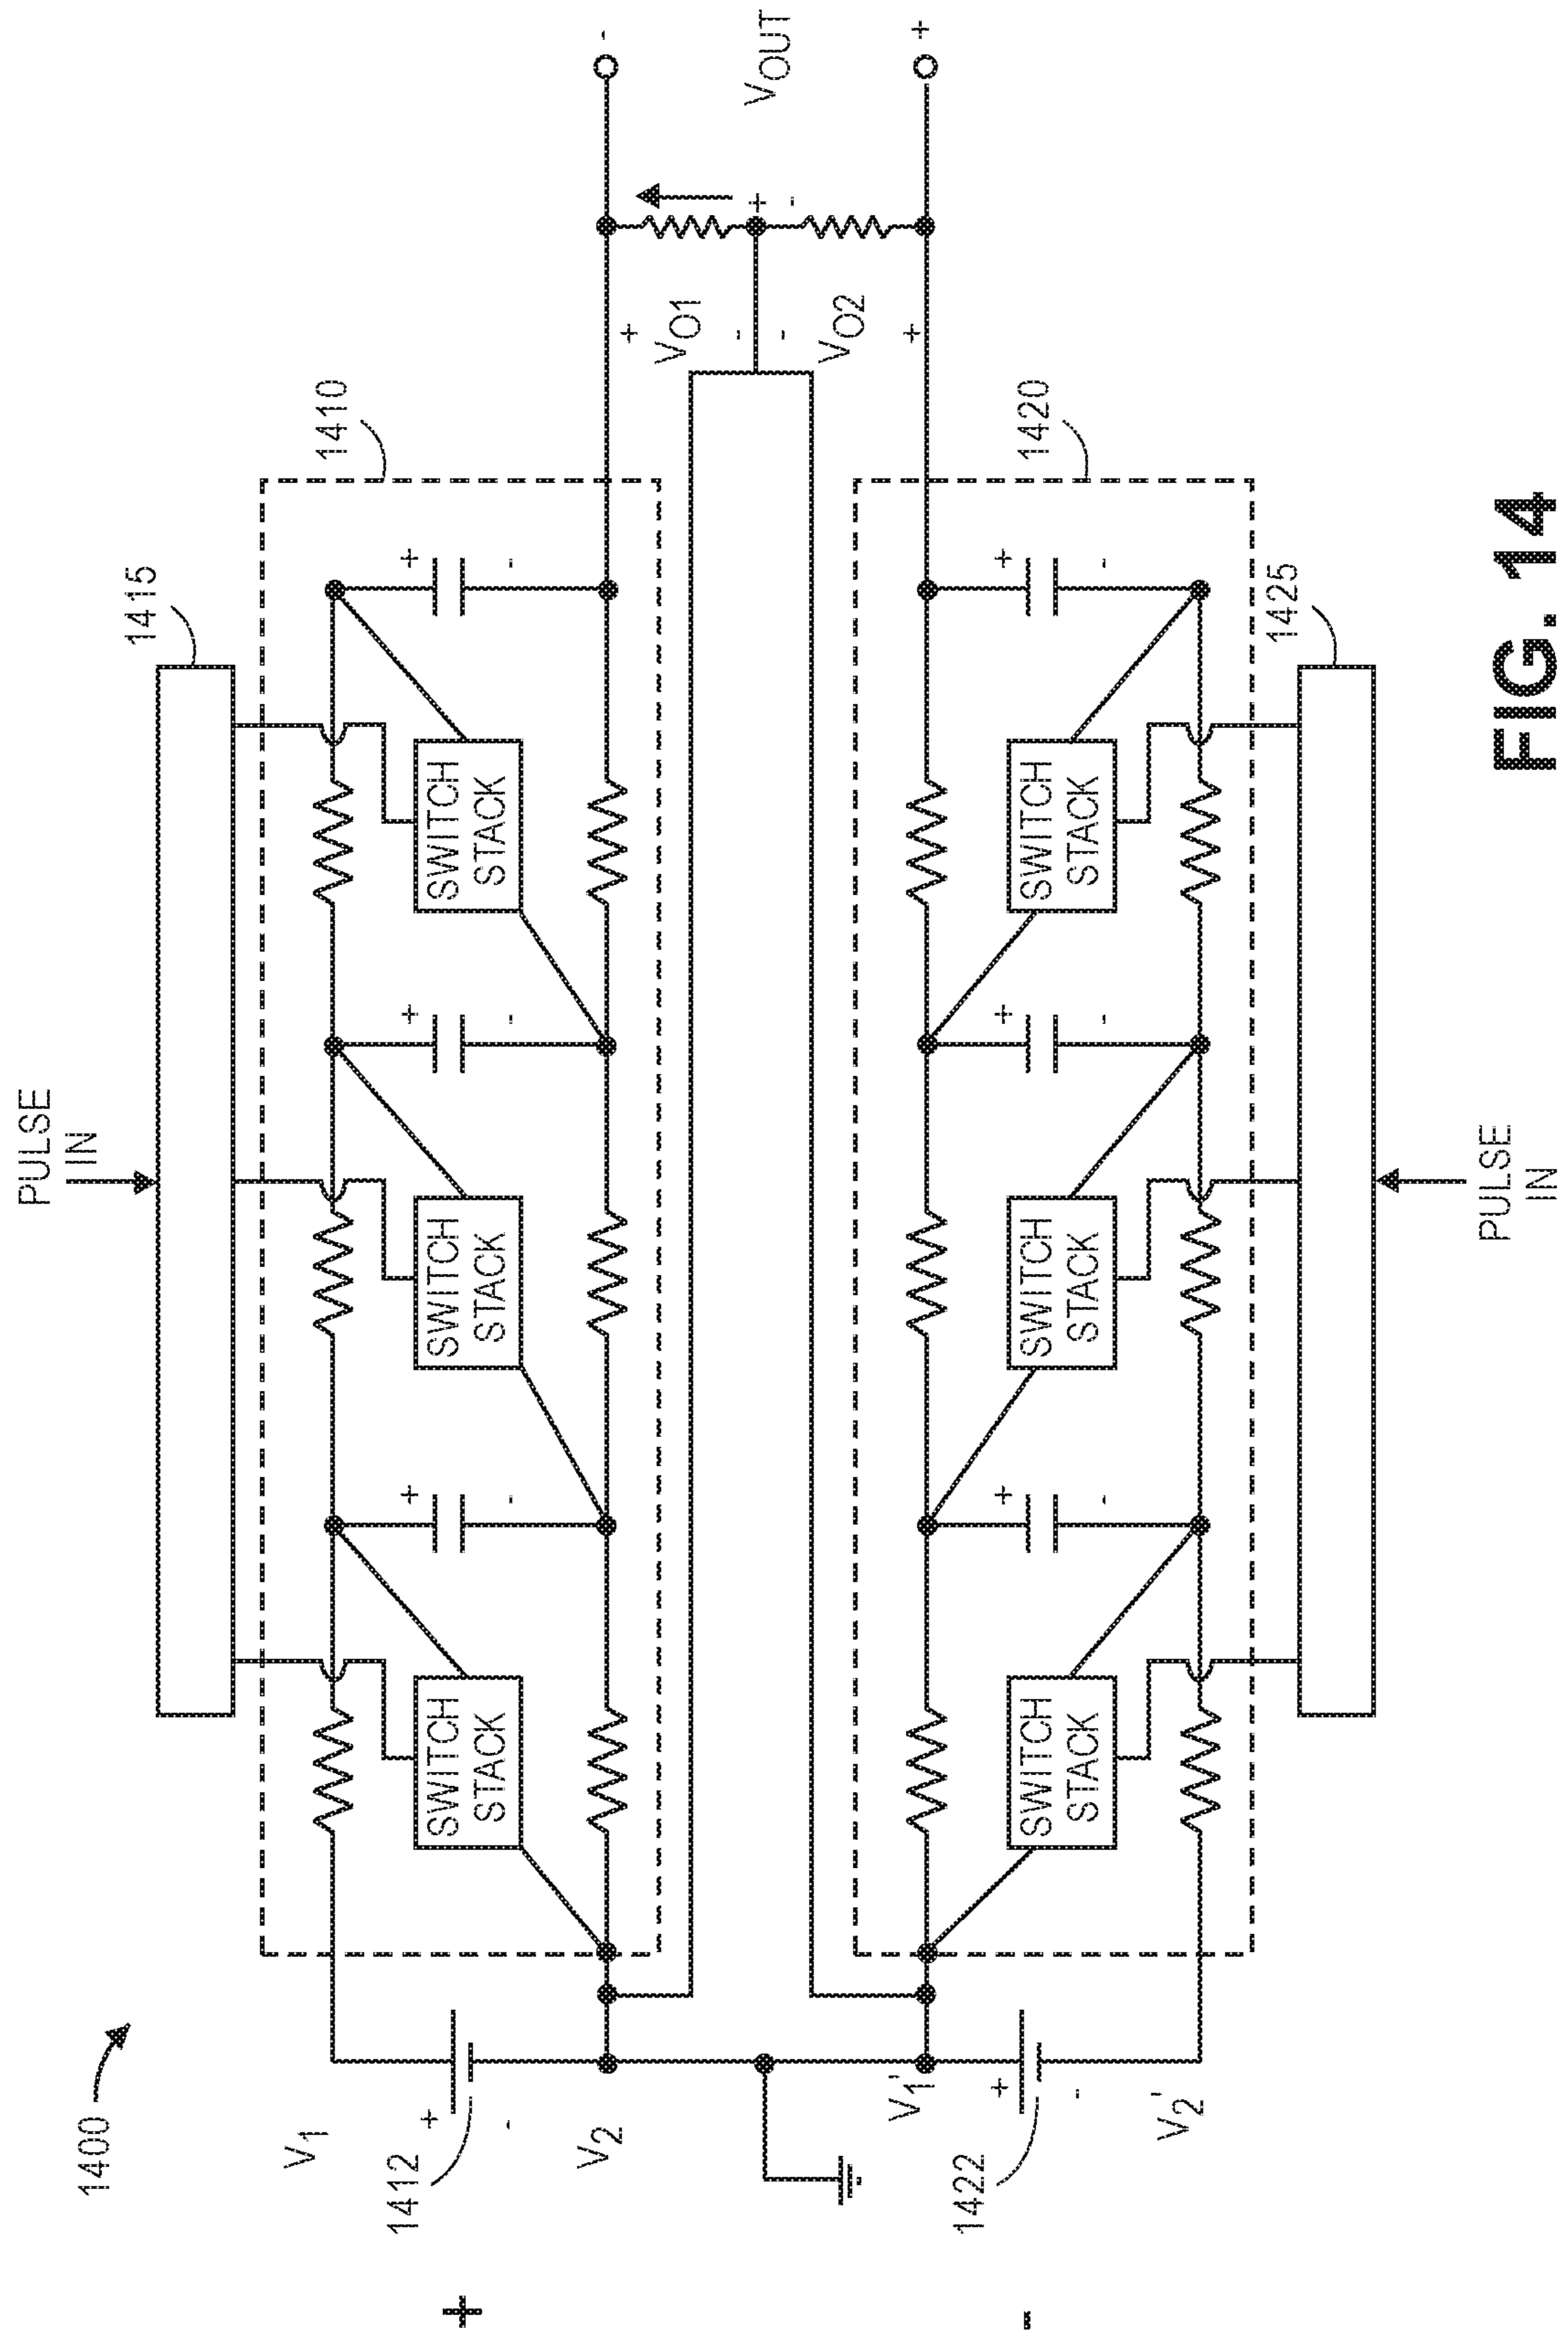 1400
PULSE
IN
1415
1410
SWITCH
STACK
SWITCH
STACK
SWITCH
STACK
+
-
+
-
+
-
V1
+
-
1412
V2
+
VO1
-
-
VO2
+
+
-
-
VOUT
+
V1'
+
-
1422
V2'
1420
SWITCH
STACK
SWITCH
STACK
SWITCH
STACK
+
-
+
-
+
-
1425
PULSE
IN
+
-
FIG. 14